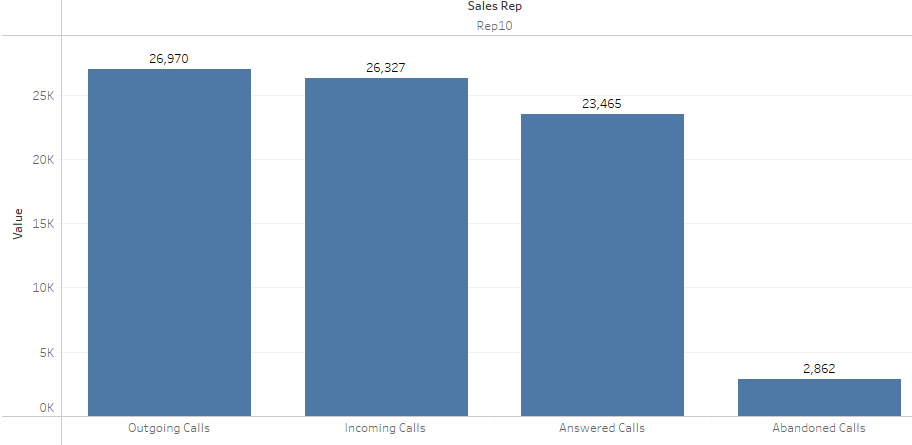 Sales Rep
Rep10
Value
25K
20K
15K
10K
5K
0K
26,970
26,327
23,465
2,862
Outgoing Calls
Incoming Calls
Answered Calls
Abandoned Calls